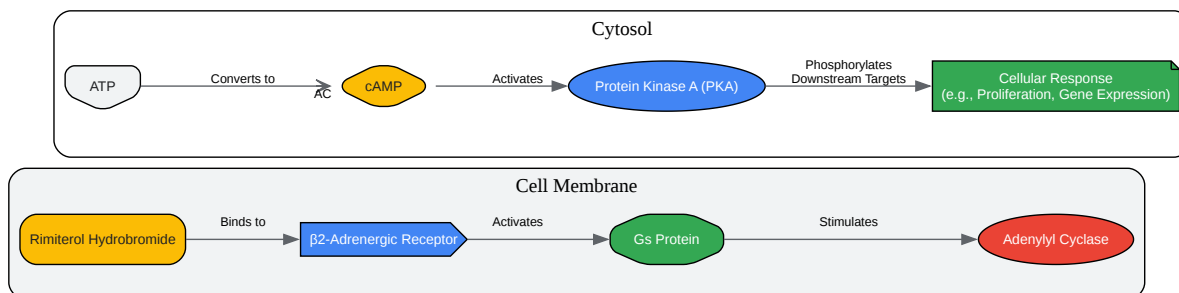 Cytosol
ATP
Converts to
AC
cAMP
Activates
Protein Kinase A (PKA)
Phosphorylates
Downstream Targets
Cellular Response
(e.g., Proliferation, Gene Expression)
Cell Membrane
Rimiterol Hydrobromide
Binds to
β2-Adrenergic Receptor
Activates
Gs Protein
Stimulates
Adenylyl Cyclase